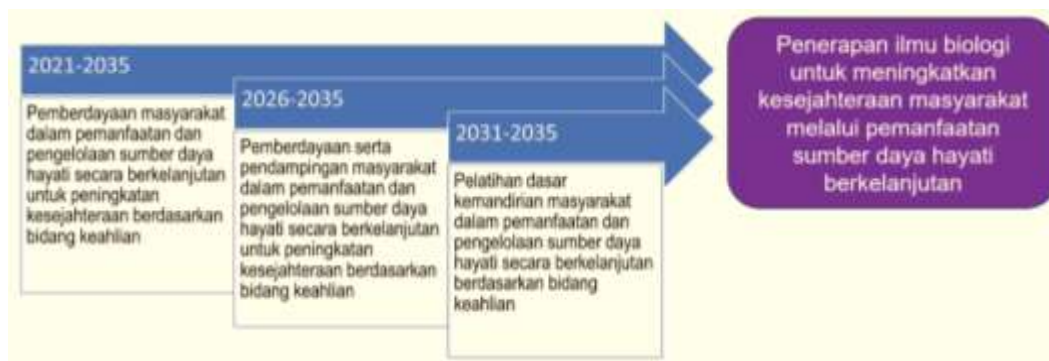 2021-2035
Pemberdayaan masyarakat
dalam pemanfaatan dan
pengelolaan sumber daya
hayati secara berkelanjutan
untuk peningkatan
kesejahteraan berdasarkan
bidang keahlian
2026-2035
Pemberdayaan serta
pendampingan masyarakat
dalam pemanfaatan dan
pengelolaan sumber daya
hayati secara berkelanjutan
untuk peningkatan
kesejahteraan berdasarkan
bidang keahlian
2031-2035
Pelatihan dasar
kemandirian masyarakat
dalam pemanfaatan dan
pengelolaan sumber daya
hayati secara berkelanjutan
berdasarkan bidang
keahlian
Penerapan ilmu biologi
untuk meningkatkan
kesejahteraan masyarakat
melalui pemanfaatan
sumber daya hayati
berkelanjutan